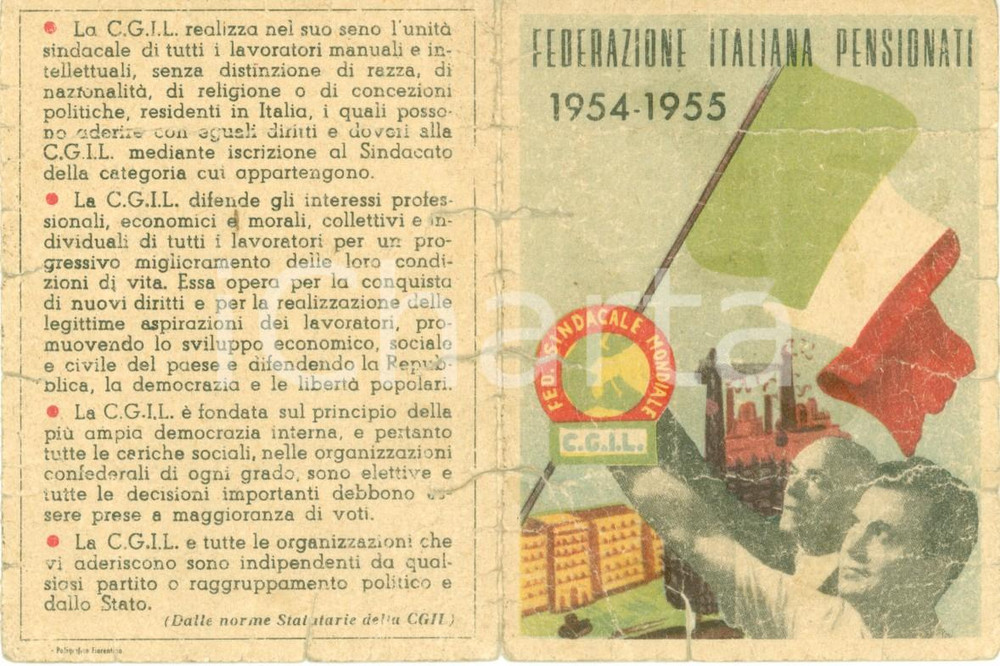 ● La C.G.I.L. realizza nel suo seno l'unità
sindacale di tutti i lavoratori manuali e in-
tellettuali, senza distinzione di razza, di
nazionalità, di religione o di concezioni
politiche, residenti in Italia, i quali posso-
no aderire con eguali diritti e doveri alla
C.G.I.L. mediante iscrizione al Sindacato
della categoria cui appartengono.
● La C.G.I.L. difende gli interessi profes-
sionali, economici e morali, collettivi e in-
dividuali di tutti i lavoratori per un pro-
gressivo miglioramento delle loro condi-
zioni di vita. Essa opera per la conquista
di nuovi diritti e per la realizzazione delle
legittime aspirazioni dei lavoratori, pro-
muovendo lo sviluppo economico, sociale
e civile del paese e difendendo la Repub-
blica, la democrazia e le libertà popolari.
● La C.G.I.L. è fondata sul principio della
più ampia democrazia interna, e pertanto
tutte le cariche sociali, nelle organizzazioni
confederali di ogni grado, sono elettive e
tutte le decisioni importanti debbono es-
sere prese a maggioranza di voti.
● La C.G.I.L. e tutte le organizzazioni che
vi aderiscono sono indipendenti da qual-
siasi partito o raggruppamento politico e
dallo Stato.
(Dalle norme Statutarie della CGIL)
Poligrafico Fiorentino
FEDERAZIONE ITALIANA PENSIONATI
1954-1955
FED. SINDACALE MONDIALE
C.G.I.L.
icharta